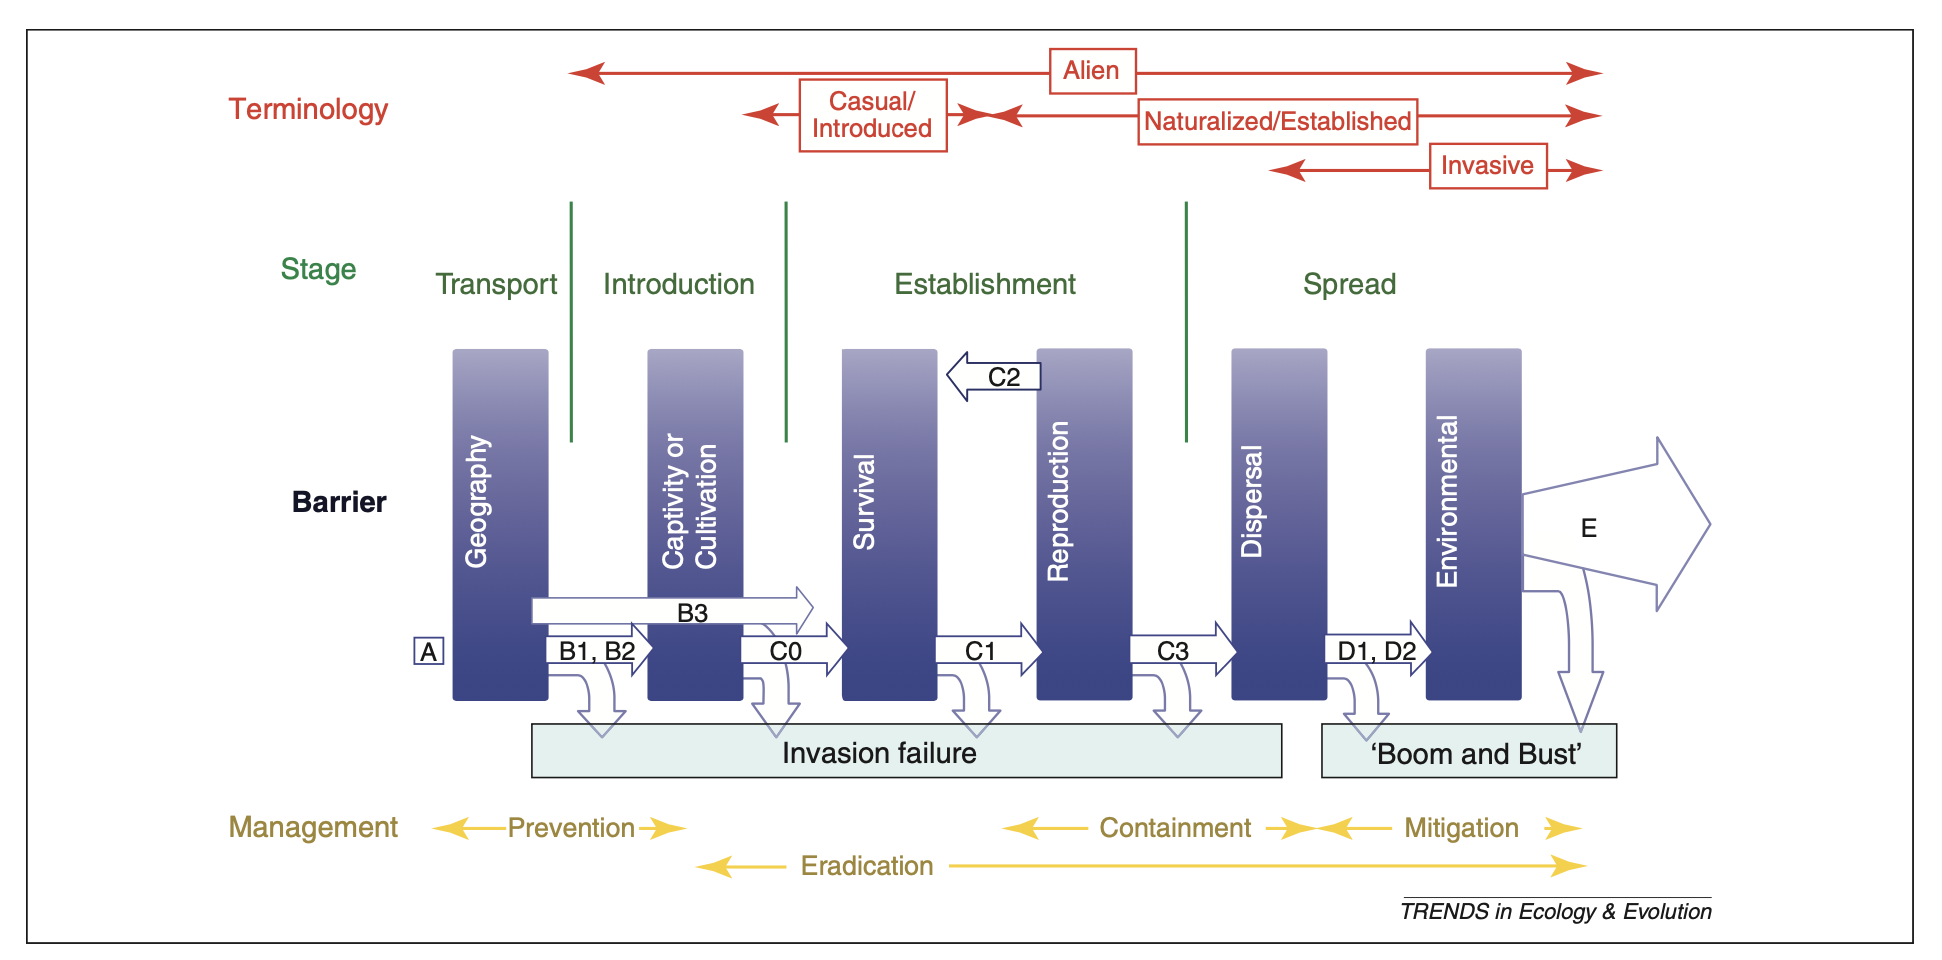 Alien
Terminology
Casual/
Introduced
Naturalized/Established
Invasive
Stage
Transport
Introduction
Establishment
Spread
Barrier
Geography
Captivity or
Cultivation
Survival
C2
Reproduction
Dispersal
Environmental
E
B3
A
B1, B2
C0
C1
C3
D1, D2
Invasion failure
‘Boom and Bust’
Management
Prevention
Containment
Mitigation
Eradication
TRENDS in Ecology & Evolution